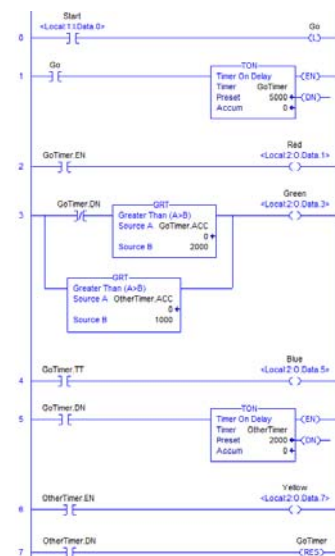 Start
<Local:1:I.Data.0>
Go
0
(L)
Go
TON
Timer On Delay
(EN)
Timer GoTimer
Preset 5000
(DN)
Accum 0
1
Red
<Local:2:O.Data.1>
GoTimer.EN
2
Green
<Local:2:O.Data.3>
GoTimer.DN
GRT
Greater Than (A>B)
Source A GoTimer.ACC
0
Source B 2000
3
GRT
Greater Than (A>B)
Source A OtherTimer.ACC
0
Source B 1000
Blue
<Local:2:O.Data.5>
GoTimer.TT
4
GoTimer.DN
TON
Timer On Delay
(EN)
Timer OtherTimer
Preset 2000
(DN)
Accum 0
5
Yellow
<Local:2:O.Data.7>
OtherTimer.EN
6
OtherTimer.DN
GoTimer
7
(RES)